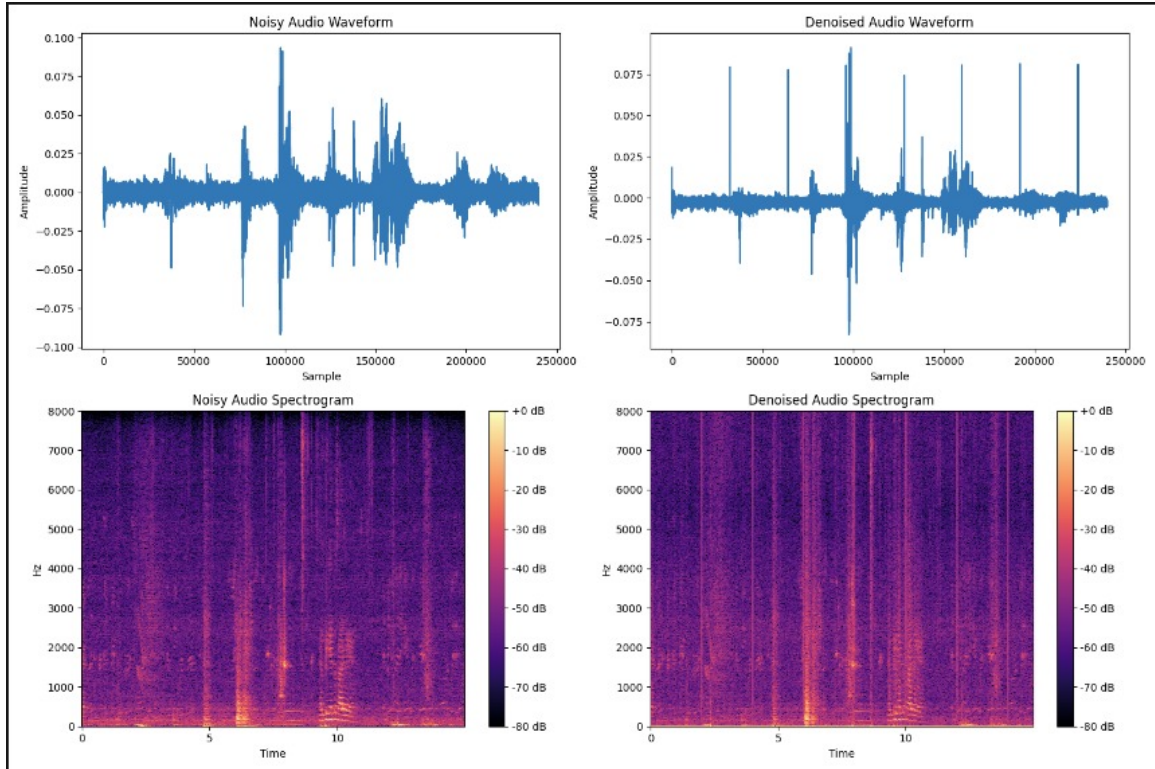 Noisy Audio Waveform
0.100
0.075
0.050
0.025
0.000
−0.025
−0.050
−0.075
−0.100
Amplitude
0
50000
100000
150000
200000
250000
Sample
Denoised Audio Waveform
0.075
0.050
0.025
0.000
−0.025
−0.050
−0.075
Amplitude
0
50000
100000
150000
200000
250000
Sample
Noisy Audio Spectrogram
8000
7000
6000
5000
4000
3000
2000
1000
0
Hz
0
5
10
Time
+0 dB
-10 dB
-20 dB
-30 dB
-40 dB
-50 dB
-60 dB
-70 dB
-80 dB
Denoised Audio Spectrogram
8000
7000
6000
5000
4000
3000
2000
1000
0
Hz
0
5
10
Time
+0 dB
-10 dB
-20 dB
-30 dB
-40 dB
-50 dB
-60 dB
-70 dB
-80 dB